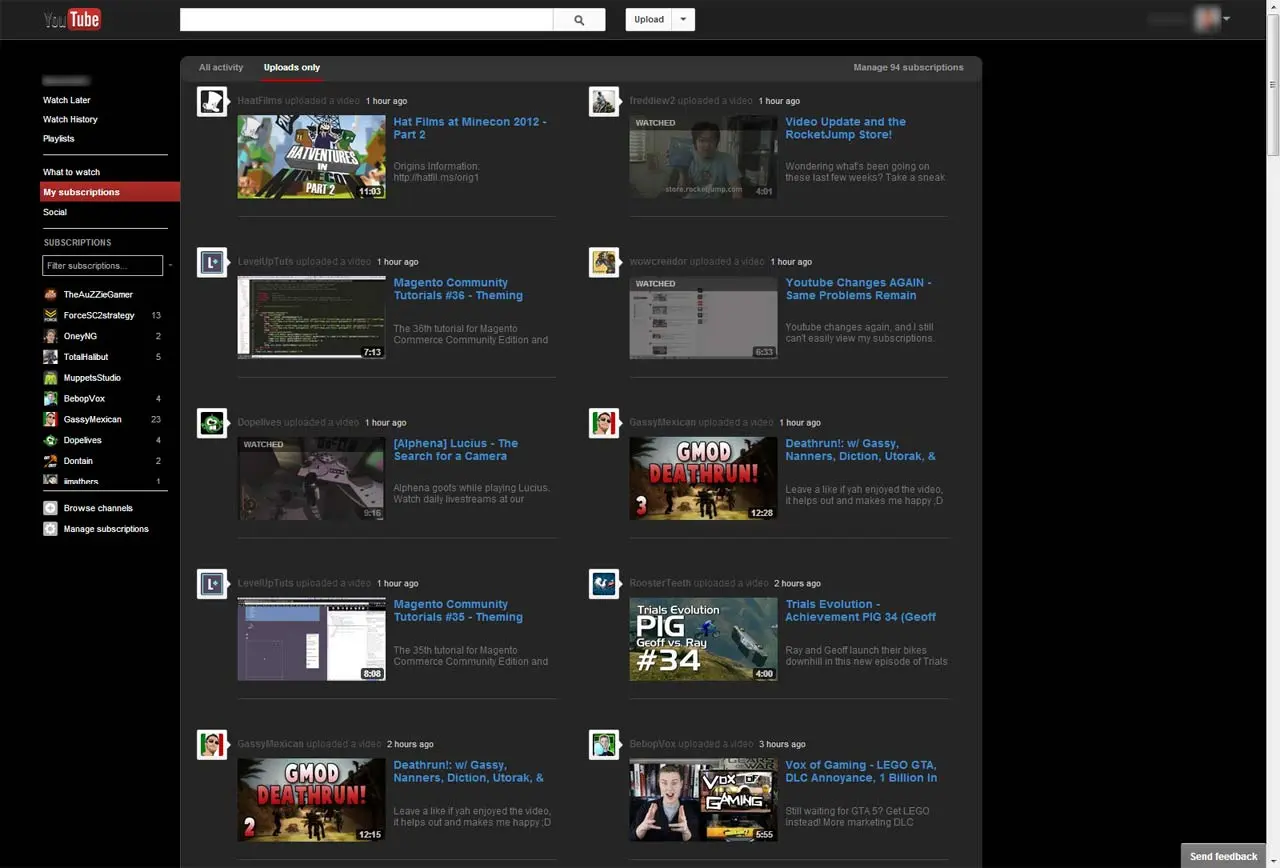 YouTube
Upload
Watch Later
Watch History
Playlists
What to watch
My subscriptions
Social
SUBSCRIPTIONS
Filter subscriptions...
TheAuZZieGamer
ForceSC2strategy 13
OneyNG 2
TotalHalibut 5
MuppetsStudio
BebopVox 4
GassyMexican 23
Dopelives 4
Dontain 2
jimathers 1
Browse channels
Manage subscriptions
All activity
Uploads only
Manage 94 subscriptions
HaatFilms uploaded a video 1 hour ago
HATVENTURES
IN
MINECON
PART 2
11:03
Hat Films at Minecon 2012 -
Part 2
Origins Information:
http://hatfil.ms/orig1
freddiew2 uploaded a video 1 hour ago
WATCHED
store.rocketjump.com
4:01
Video Update and the
RocketJump Store!
Wondering what's been going on
these last few weeks? Take a sneak
LevelUpTuts uploaded a video 1 hour ago
7:13
Magento Community
Tutorials #36 - Theming
The 36th tutorial for Magento
Commerce Community Edition and
wowcrendor uploaded a video 1 hour ago
WATCHED
6:33
Youtube Changes AGAIN -
Same Problems Remain
Youtube changes again, and I still
can't easily view my subscriptions.
Dopelives uploaded a video 1 hour ago
WATCHED
9:16
[Alphena] Lucius - The
Search for a Camera
Alphena goofs while playing Lucius.
Watch daily livestreams at our
GassyMexican uploaded a video 1 hour ago
GMOD
DEATHRUN!
3
12:28
Deathrun!: w/ Gassy,
Nanners, Diction, Utorak, &
Leave a like if yah enjoyed the video,
it helps out and makes me happy ;D
LevelUpTuts uploaded a video 1 hour ago
8:08
Magento Community
Tutorials #35 - Theming
The 35th tutorial for Magento
Commerce Community Edition and
RoosterTeeth uploaded a video 2 hours ago
Trials Evolution
PIG
Geoff vs. Ray
#34
4:00
Trials Evolution -
Achievement PIG 34 (Geoff
Ray and Geoff launch their bikes
downhill in this new episode of Trials
GassyMexican uploaded a video 2 hours ago
GMOD
DEATHRUN!
2
12:15
Deathrun!: w/ Gassy,
Nanners, Diction, Utorak, &
Leave a like if yah enjoyed the video,
it helps out and makes me happy ;D
BebopVox uploaded a video 3 hours ago
VOX OF
GAMING
5:55
Vox of Gaming - LEGO GTA,
DLC Annoyance, 1 Billion In
Still waiting for GTA 5? Get LEGO
instead! More marketing DLC
Send feedback